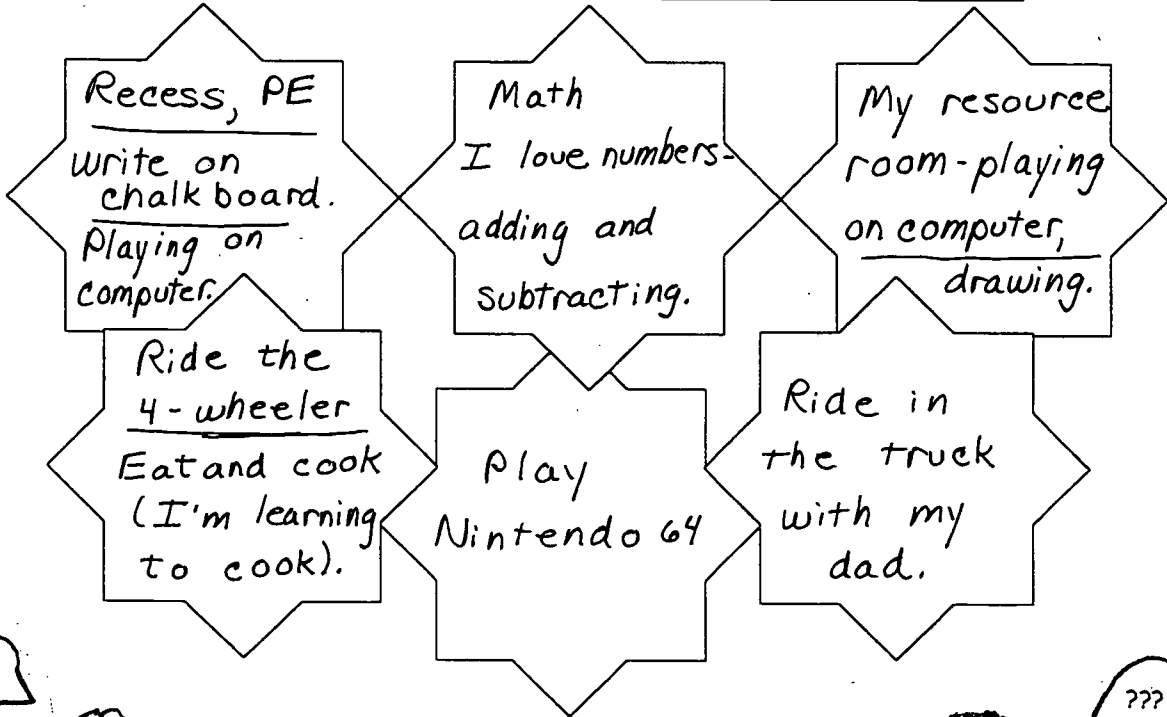 Recess, PE
write on
chalk board.
Playing on
computer.
Math
I love numbers-
adding and
subtracting.
My resource
room-playing
on computer,
drawing.
Ride the
4-wheeler
Eat and cook
(I'm learning
to cook).
Play
Nintendo 64
Ride in
the truck
with my
dad.
???